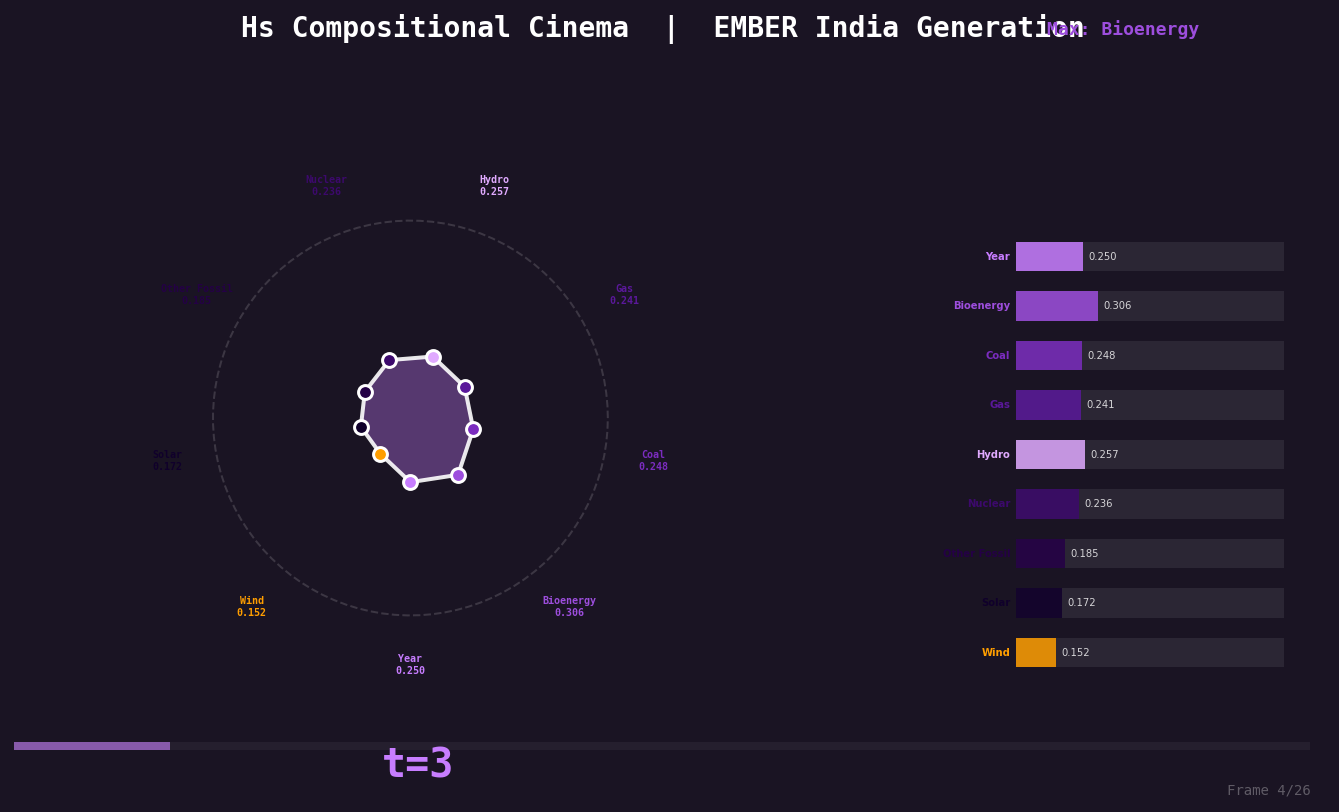 Hs Compositional Cinema | EMBER India Generation
Max: Bioenergy
Nuclear
0.236
Hydro
0.257
Other Fossil
0.185
Gas
0.241
Solar
0.172
Coal
0.248
Wind
0.152
Bioenergy
0.306
Year
0.250
Year 0.250
Bioenergy 0.306
Coal 0.248
Gas 0.241
Hydro 0.257
Nuclear 0.236
Other Fossil 0.185
Solar 0.172
Wind 0.152
t=3
Frame 4/26